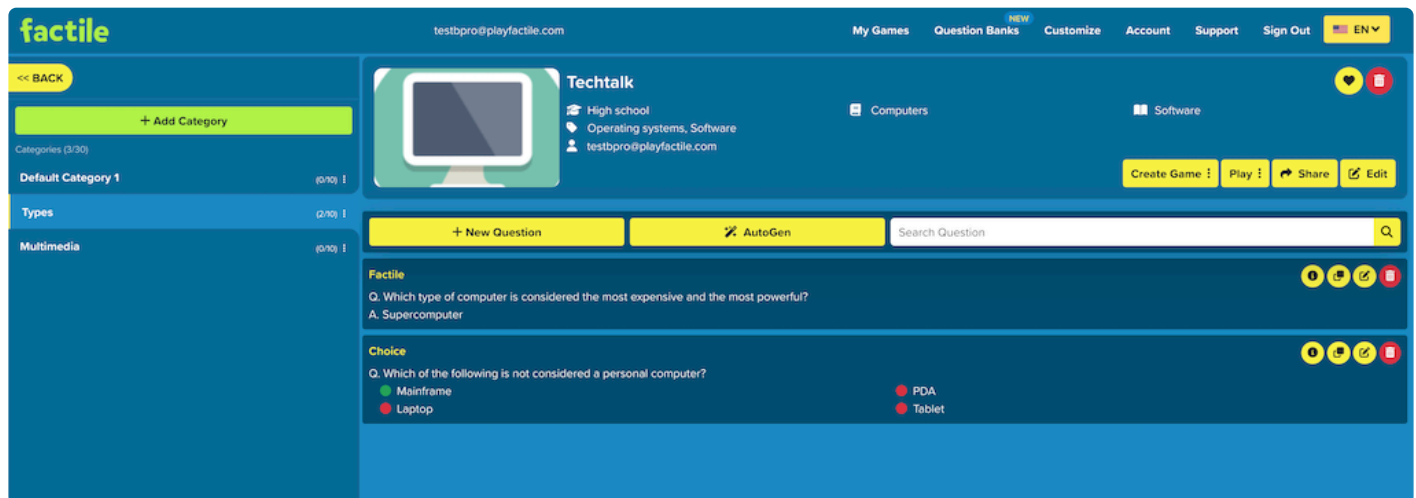 factile
testbpro@playfactile.com
My Games
NEW
Question Banks
Customize
Account
Support
Sign Out
EN
<< BACK
+ Add Category
Categories (3/30)
Default Category 1 (0/10)
Types (2/10)
Multimedia (0/10)
Techtalk
High school
Computers
Software
Operating systems, Software
testbpro@playfactile.com
Create Game
Play
Share
Edit
+ New Question
AutoGen
Search Question
Factile
Q. Which type of computer is considered the most expensive and the most powerful?
A. Supercomputer
Choice
Q. Which of the following is not considered a personal computer?
Mainframe
PDA
Laptop
Tablet